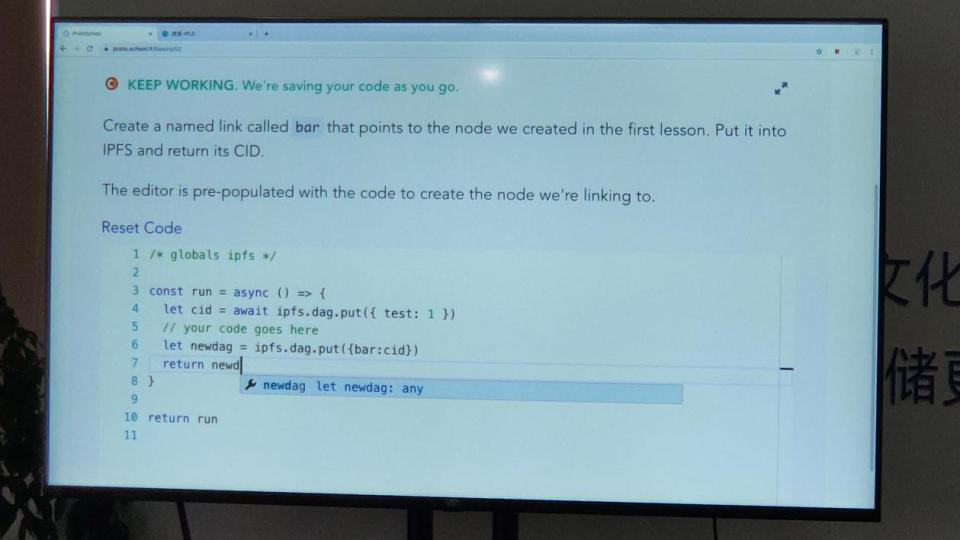 ProtoSchool
KEEP WORKING. We're saving your code as you go.
Create a named link called bar that points to the node we created in the first lesson. Put it into
IPFS and return its CID.
The editor is pre-populated with the code to create the node we're linking to.
Reset Code
1 /* globals ipfs */
2
3 const run = async () => {
4 let cid = await ipfs.dag.put({ test: 1 })
5 // your code goes here
6 let newdag = ipfs.dag.put({bar:cid})
7 return newd
newdag let newdag: any
8 }
9
10 return run
11
文化
储更